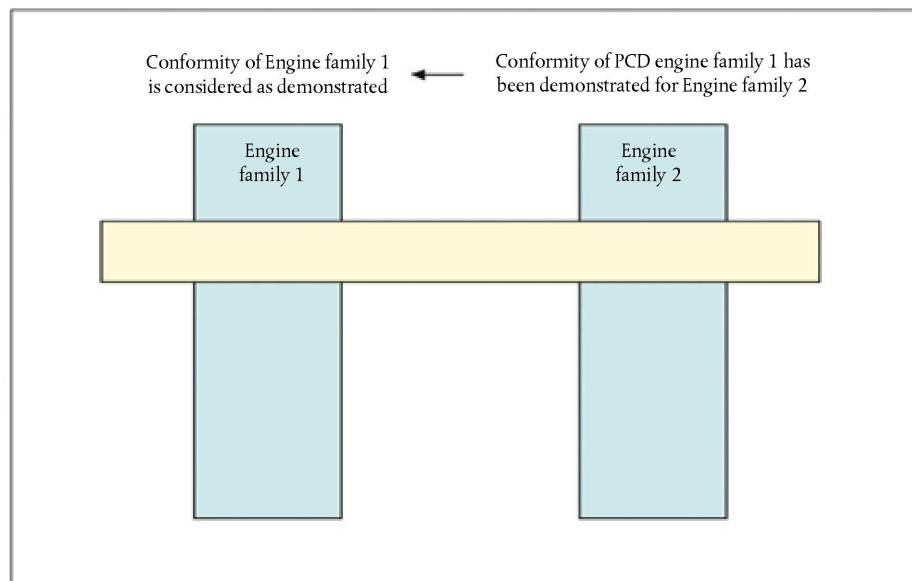 Conformity of Engine family 1
is considered as demonstrated
Conformity of PCD engine family 1 has
been demonstrated for Engine family 2
Engine
family 1
Engine
family 2